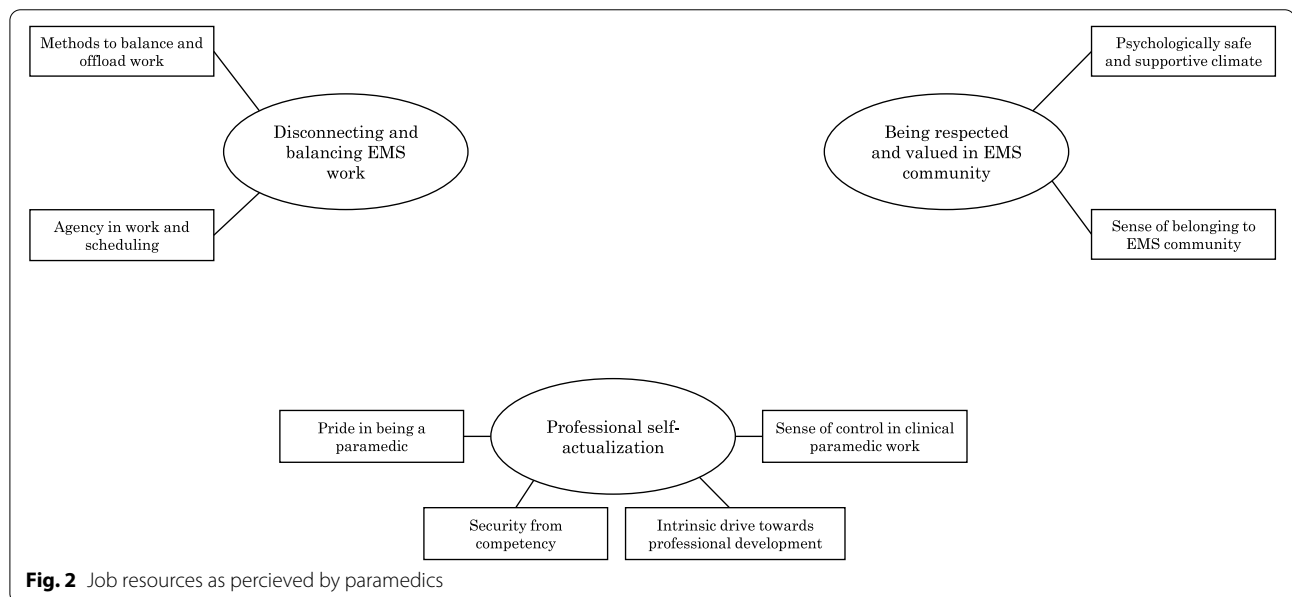 Methods to balance and
offload work
Disconnecting and
balancing EMS
work
Agency in work and
scheduling
Psychologically safe
and supportive climate
Being respected
and valued in EMS
community
Sense of belonging to
EMS community
Pride in being a
paramedic
Professional self-
actualization
Sense of control in clinical
paramedic work
Security from
competency
Intrinsic drive towards
professional development
Fig. 2 Job resources as percieved by paramedics